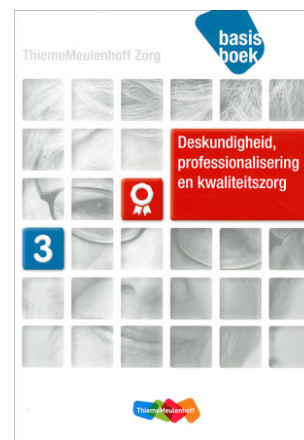 basis
boek
ThiemeMeulenhoff Zorg
Deskundigheid,
professionalisering
en kwaliteitszorg
3
ThiemeMeulenhoff